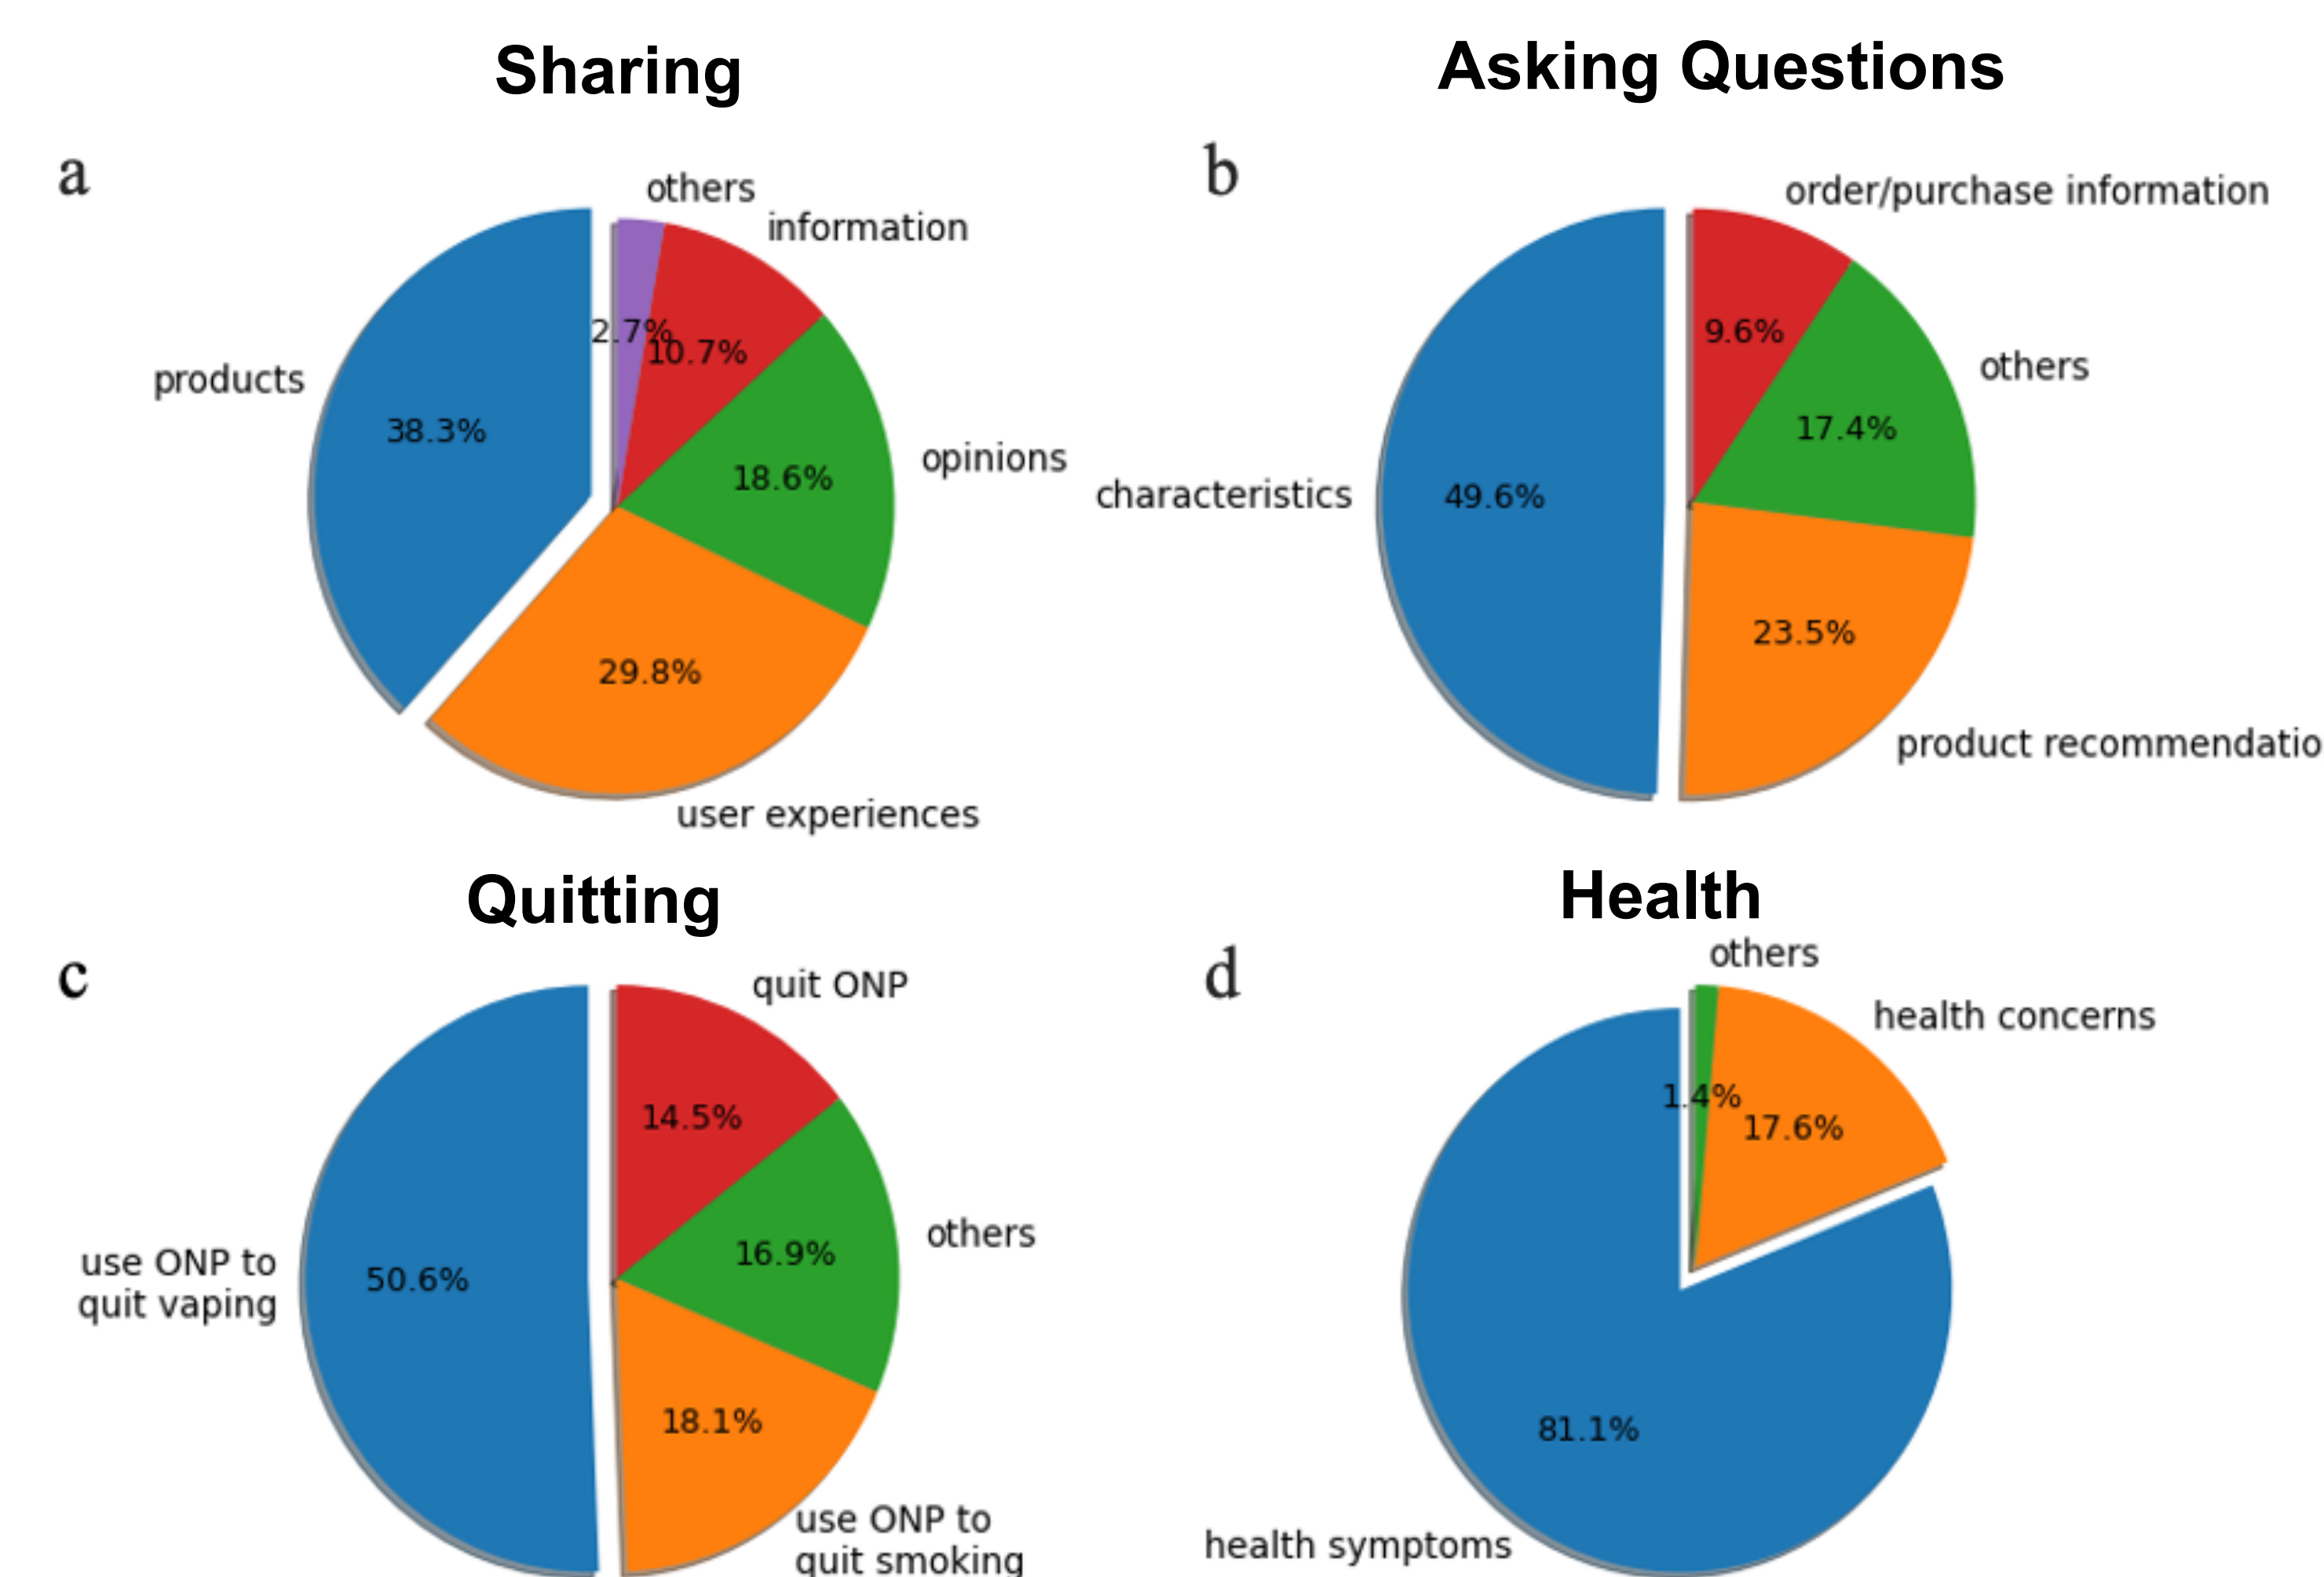 Sharing
a
others
information
products
2.7%
10.7%
38.3%
opinions
18.6%
29.8%
user experiences
Asking Questions
b
order/purchase information
9.6%
others
17.4%
characteristics
49.6%
23.5%
product recommendatio
Quitting
c
quit ONP
14.5%
others
16.9%
use ONP to
quit vaping
50.6%
18.1%
use ONP to
quit smoking
Health
d
others
health concerns
1.4%
17.6%
81.1%
health symptoms